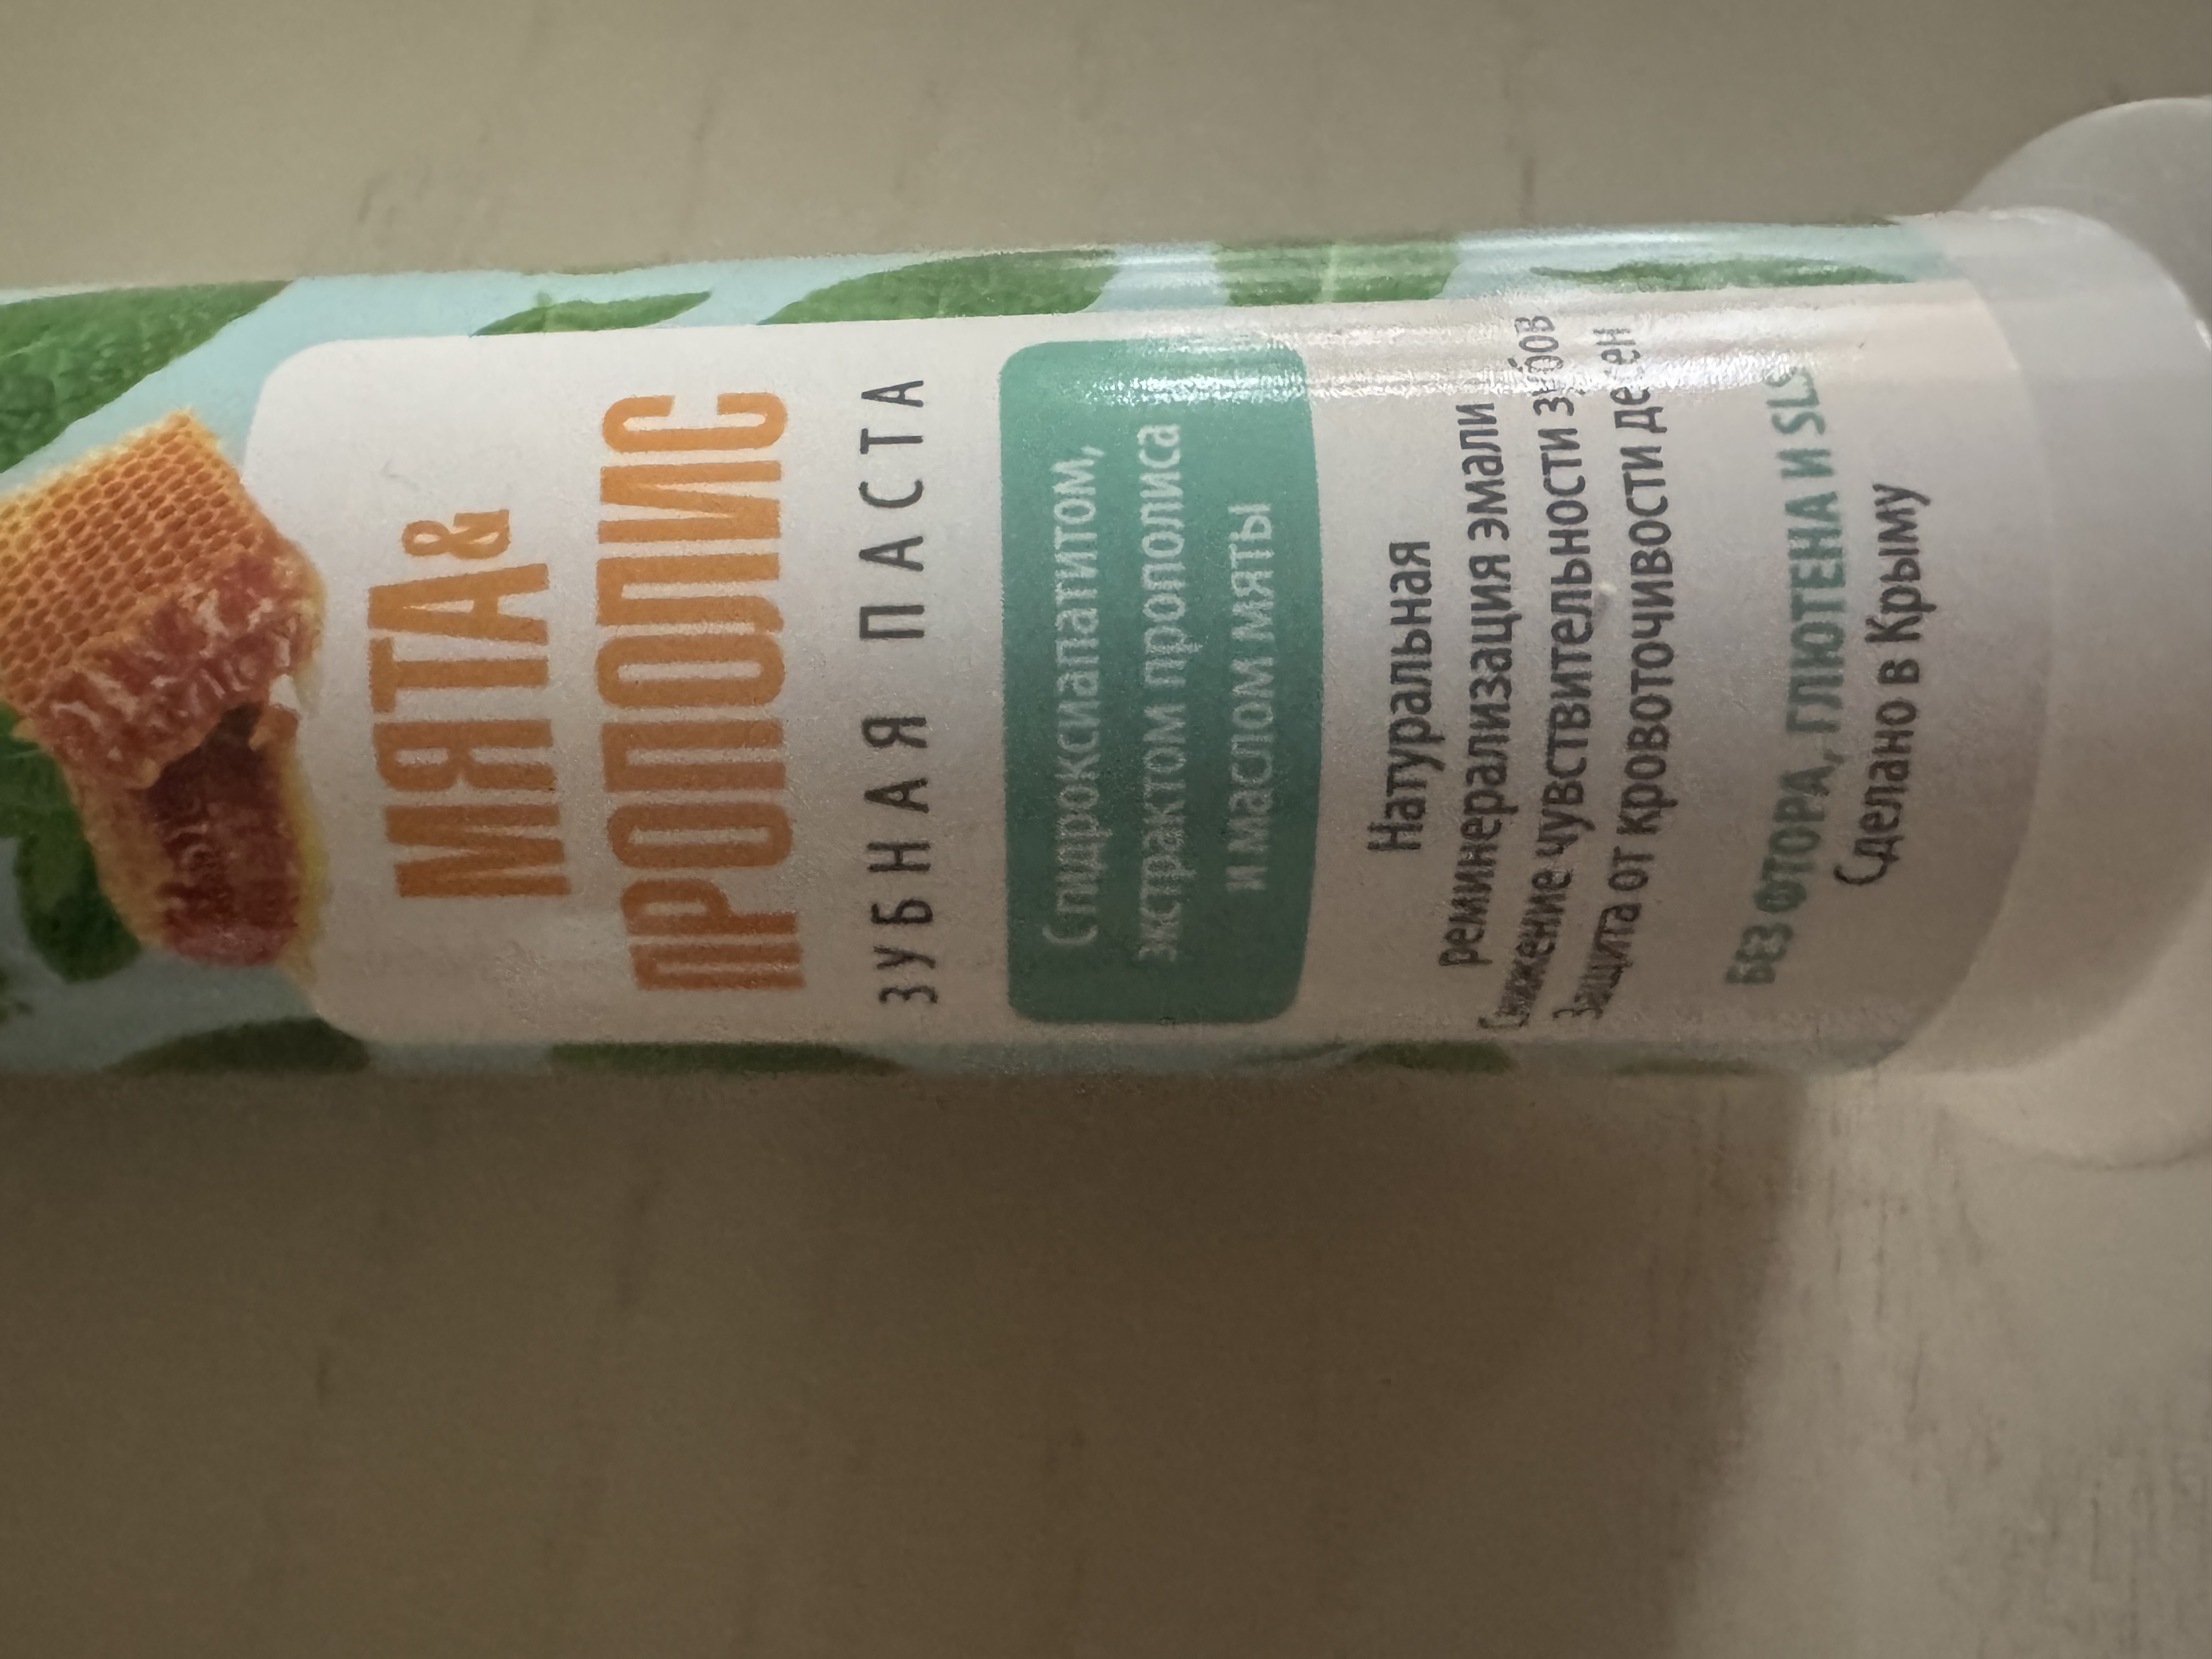 МЯТА&
ПРОПОЛИС
ЗУБНАЯ ПАСТА
С гидроксиапатитом,
экстрактом прополиса
и маслом мяты
Натуральная
реминерализация эмали
Снижение чувствительности зубов
Защита от кровоточивости десен
БЕЗ ФТОРА, ГЛЮТЕНА И SLS
Сделано в Крыму